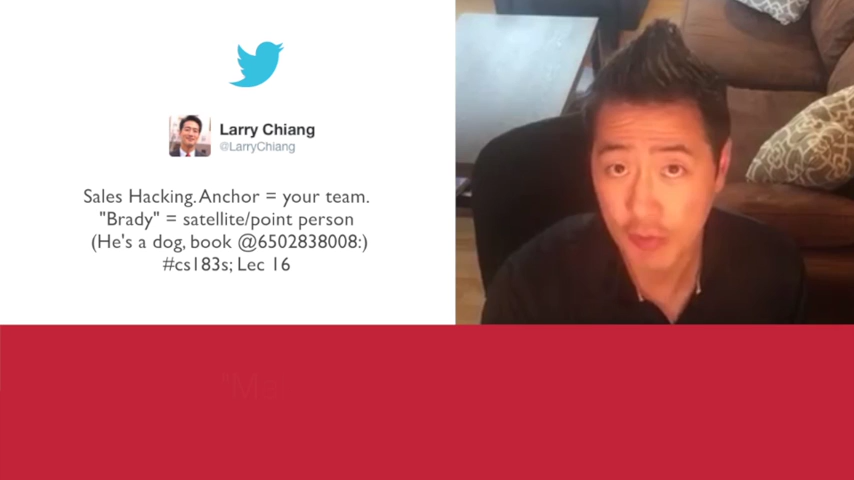 Larry Chiang
@LarryChiang
Sales Hacking. Anchor = your team.
"Brady" = satellite/point person
(He's a dog, book @6502838008:)
#cs183s; Lec 16
"Ma